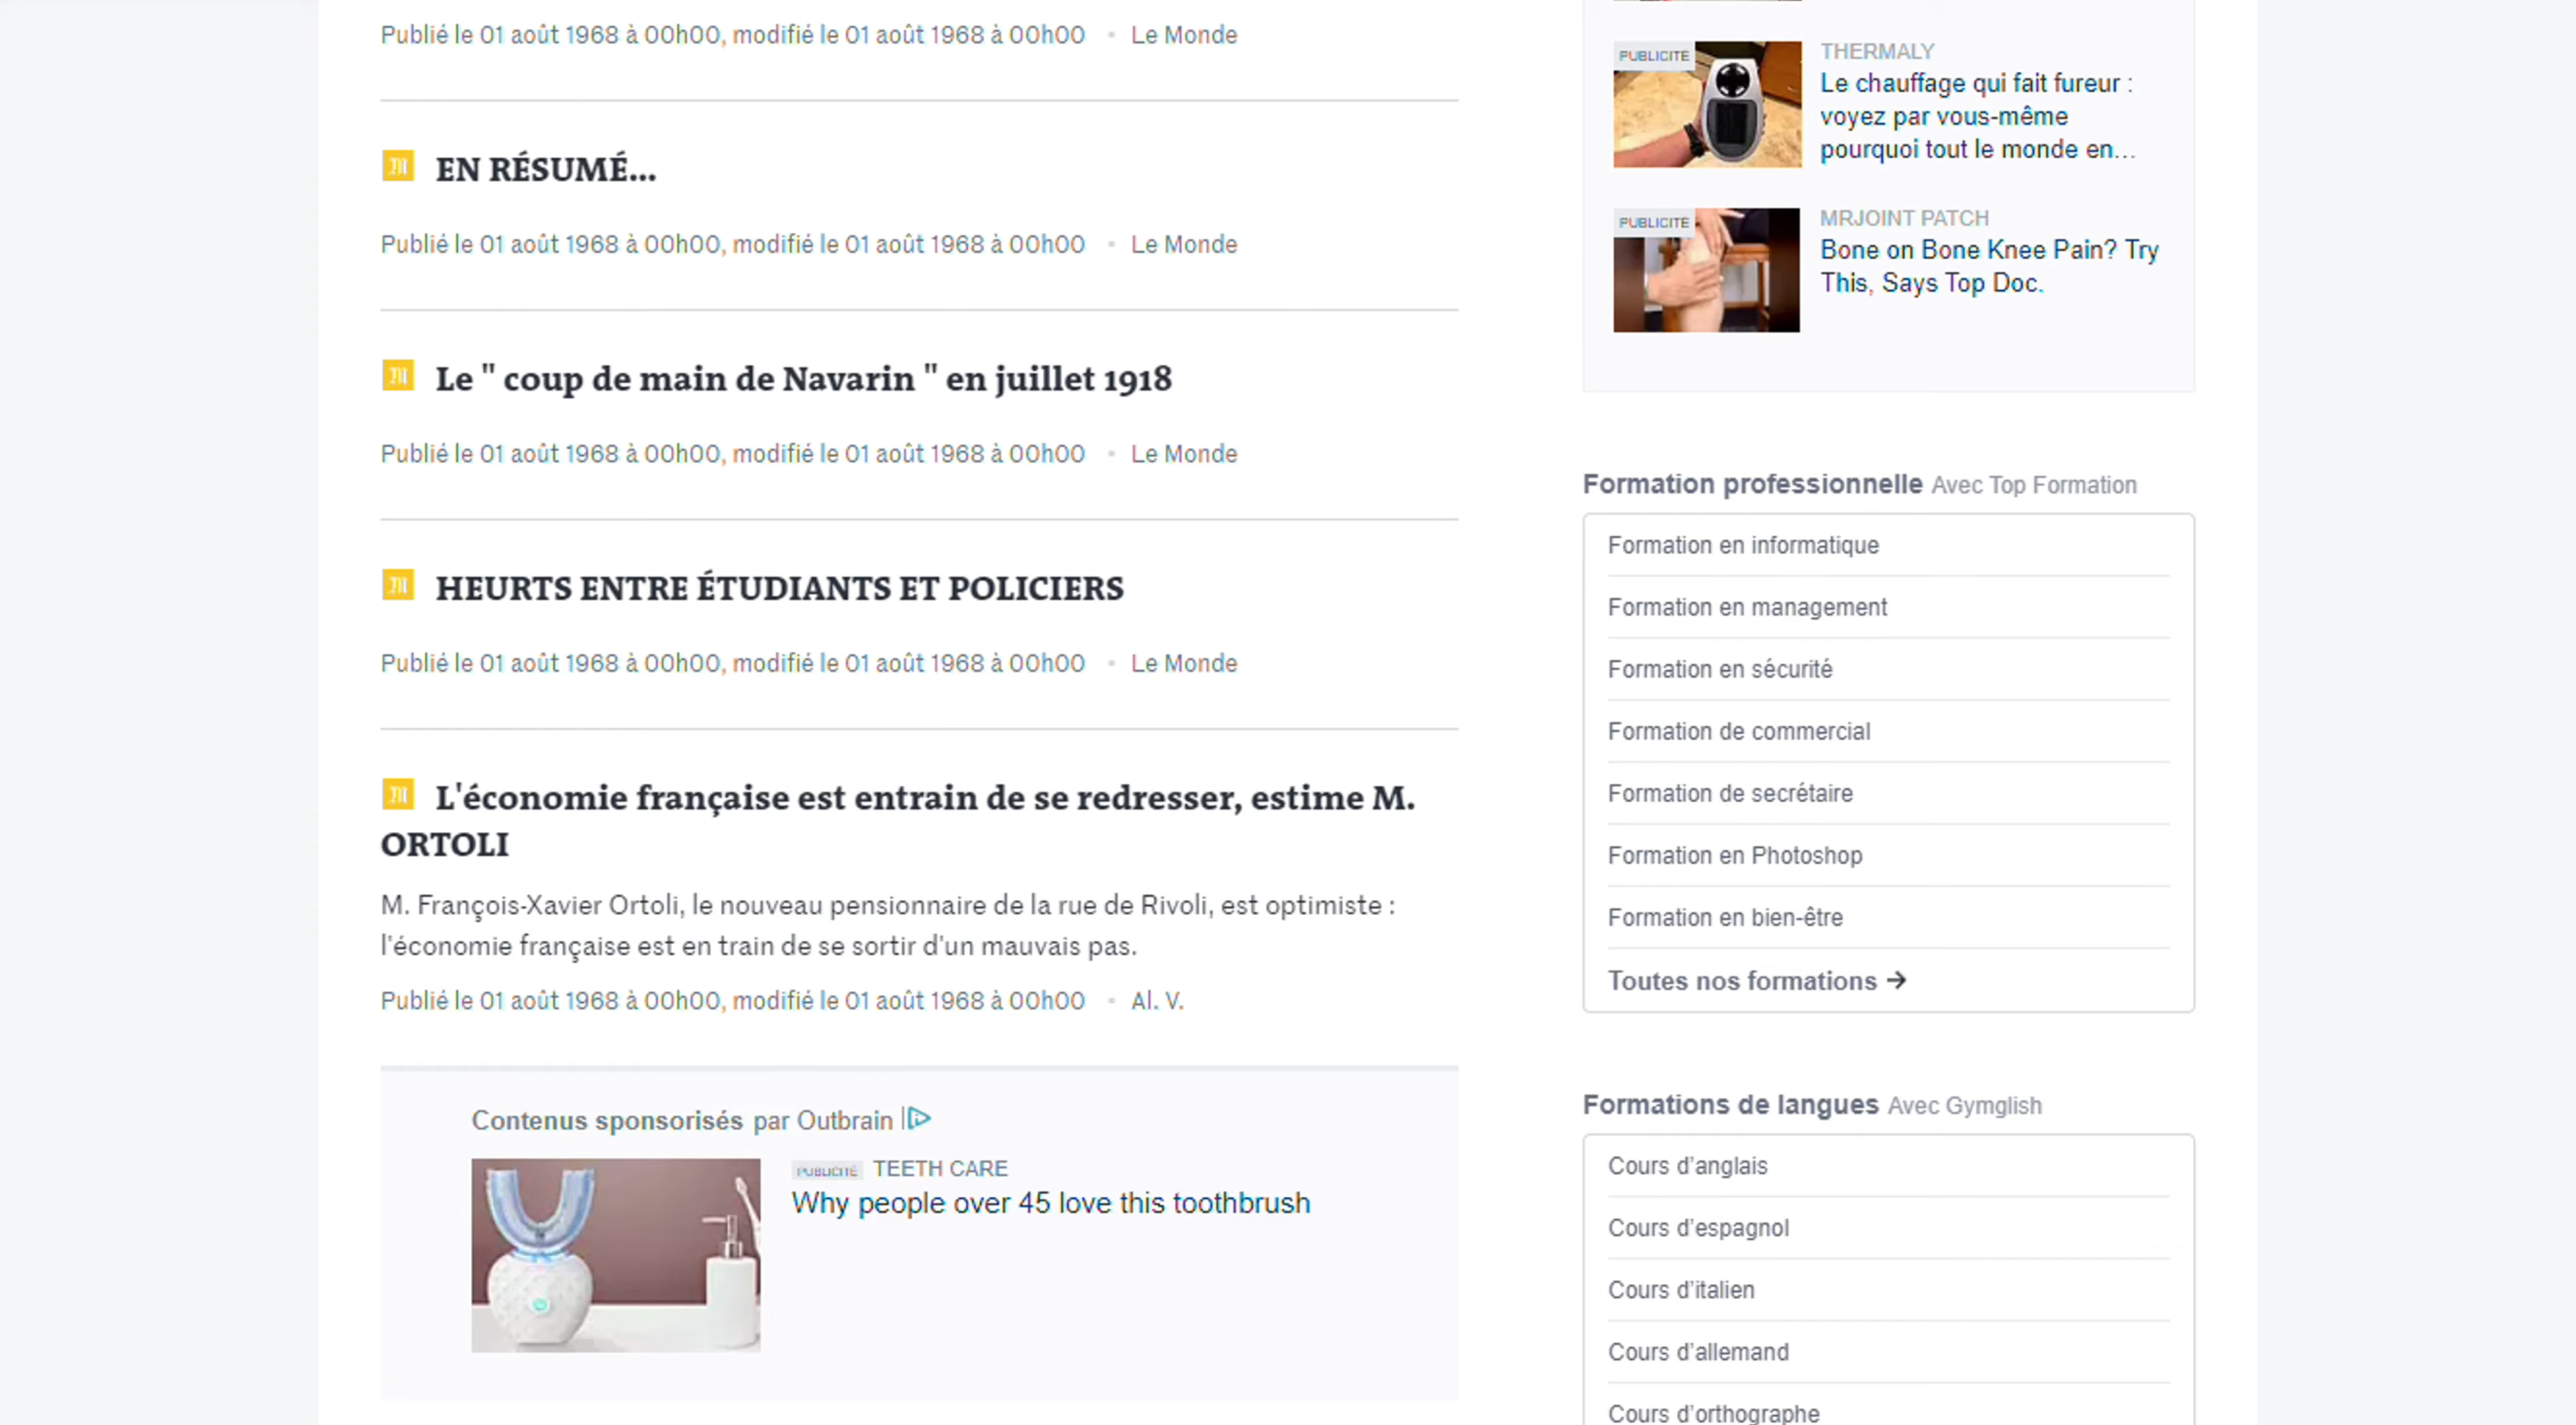 Publié le 01 août 1968 à 00h00, modifié le 01 août 1968 à 00h00 • Le Monde
EN RÉSUMÉ...
Publié le 01 août 1968 à 00h00, modifié le 01 août 1968 à 00h00 • Le Monde
Le " coup de main de Navarin " en juillet 1918
Publié le 01 août 1968 à 00h00, modifié le 01 août 1968 à 00h00 • Le Monde
HEURTS ENTRE ÉTUDIANTS ET POLICIERS
Publié le 01 août 1968 à 00h00, modifié le 01 août 1968 à 00h00 • Le Monde
L'économie française est entrain de se redresser, estime M.
ORTOLI
M. François-Xavier Ortoli, le nouveau pensionnaire de la rue de Rivoli, est optimiste :
l'économie française est en train de se sortir d'un mauvais pas.
Publié le 01 août 1968 à 00h00, modifié le 01 août 1968 à 00h00 • Al. V.
Contenus sponsorisés par Outbrain
PUBLICITÉ TEETH CARE
Why people over 45 love this toothbrush
PUBLICITÉ
THERMALY
Le chauffage qui fait fureur :
voyez par vous-même
pourquoi tout le monde en...
PUBLICITÉ
MRJOINT PATCH
Bone on Bone Knee Pain? Try
This, Says Top Doc.
Formation professionnelle Avec Top Formation
Formation en informatique
Formation en management
Formation en sécurité
Formation de commercial
Formation de secrétaire
Formation en Photoshop
Formation en bien-être
Toutes nos formations →
Formations de langues Avec Gymglish
Cours d'anglais
Cours d'espagnol
Cours d'italien
Cours d'allemand
Cours d'orthographe